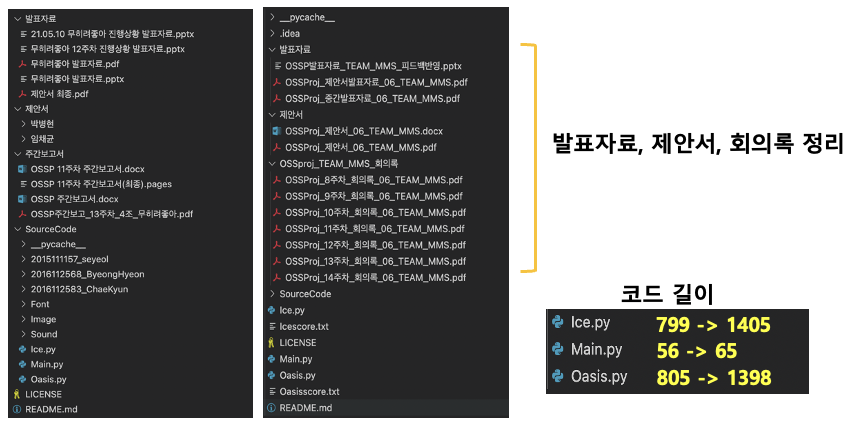 발표자료
21.05.10 진행상황 발표자료.pptx
무히려좋아 12주차 진행상황 발표자료.pptx
무히려좋아 발표자료.pdf
무히려좋아 발표자료.pptx
제안서 최종.pdf
제안서
박병현
임채균
주간보고서
OSSP 11주차 주간보고서.docx
OSSP 11주차 주간보고서(최종).pages
OSSP 주간보고서.docx
OSSP주간보고_13주차_4조_무히려좋아.pdf
SourceCode
__pycache__
2015111157_seyeol
2016112568_ByeongHyeon
2016112583_ChaeKyun
Font
Image
Sound
Ice.py
Main.py
Oasis.py
LICENSE
README.md
__pycache__
.idea
발표자료
OSSP발표자료_TEAM_MMS_피드백반영.pptx
OSSProj_제안서발표자료_06_TEAM_MMS.pdf
OSSProj_중간발표자료_06_TEAM_MMS.pdf
제안서
OSSProj_제안서_06_TEAM_MMS.docx
OSSProj_제안서_06_TEAM_MMS.pdf
OSSproj_TEAM_MMS_회의록
OSSProj_8주차_회의록_06_TEAM_MMS.pdf
OSSProj_9주차_회의록_06_TEAM_MMS.pdf
OSSProj_10주차_회의록_06_TEAM_MMS.pdf
OSSProj_11주차_회의록_06_TEAM_MMS.pdf
OSSProj_12주차_회의록_06_TEAM_MMS.pdf
OSSProj_13주차_회의록_06_TEAM_MMS.pdf
OSSProj_14주차_회의록_06_TEAM_MMS.pdf
SourceCode
Ice.py
Icescore.txt
LICENSE
Main.py
Oasis.py
Oasisscore.txt
README.md
발표자료, 제안서, 회의록 정리
코드 길이
Ice.py 799 -> 1405
Main.py 56 -> 65
Oasis.py 805 -> 1398